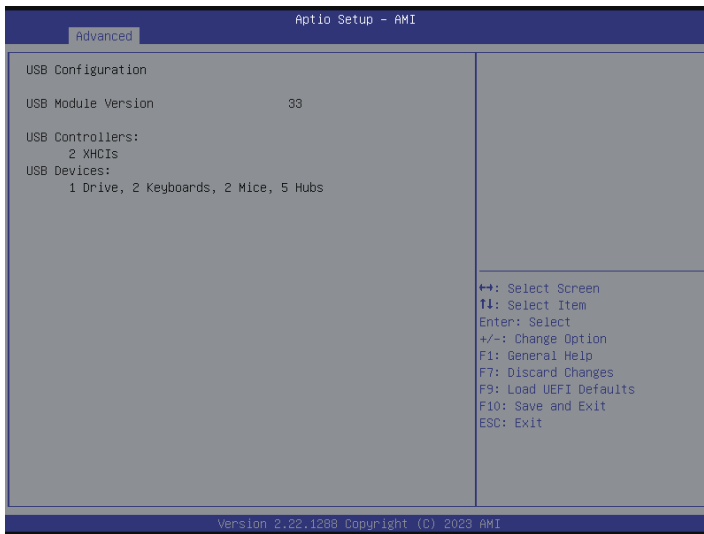 Aptio Setup - AMI
Advanced
USB Configuration
USB Module Version 33
USB Controllers:
2 XHCIs
USB Devices:
1 Drive, 2 Keyboards, 2 Mice, 5 Hubs
↔: Select Screen
↑↓: Select Item
Enter: Select
+/-: Change Option
F1: General Help
F7: Discard Changes
F9: Load UEFI Defaults
F10: Save and Exit
ESC: Exit
Version 2.22.1288 Copyright (C) 2023 AMI